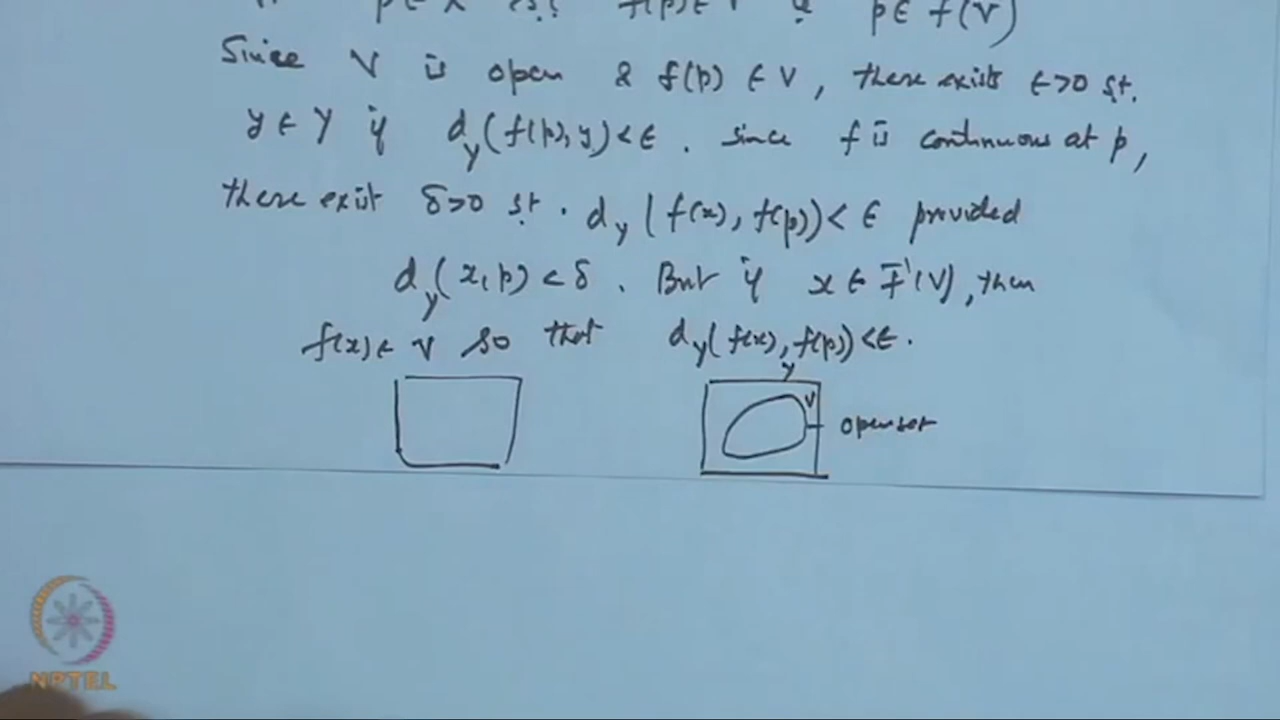 p ∈ X s.t. f(p) ∈ V i.e. p ∈ f(V)
Since V is open & f(p) ∈ V, there exists ε>0 s.t.
y ∈ Y if d_y(f(p), y) < ε. Since f is continuous at p,
there exist δ>0 s.t. d_y(f(x), f(p)) < ε provided
d_y(x, p) < δ. But if x ∈ f⁻¹(V), then
f(x) ∈ V so that d_y(f(x), f(p)) < ε.
Y
V
open set
NPTEL